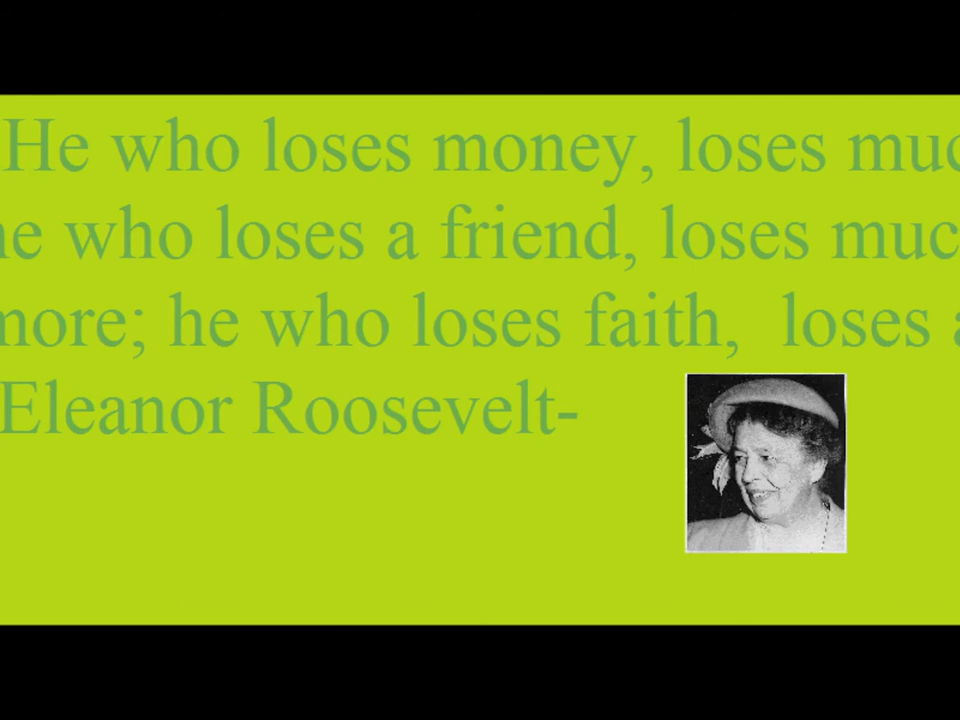 He who loses money, loses
who loses a friend, loses
more; he who loses faith, loses
Eleanor Roosevelt-